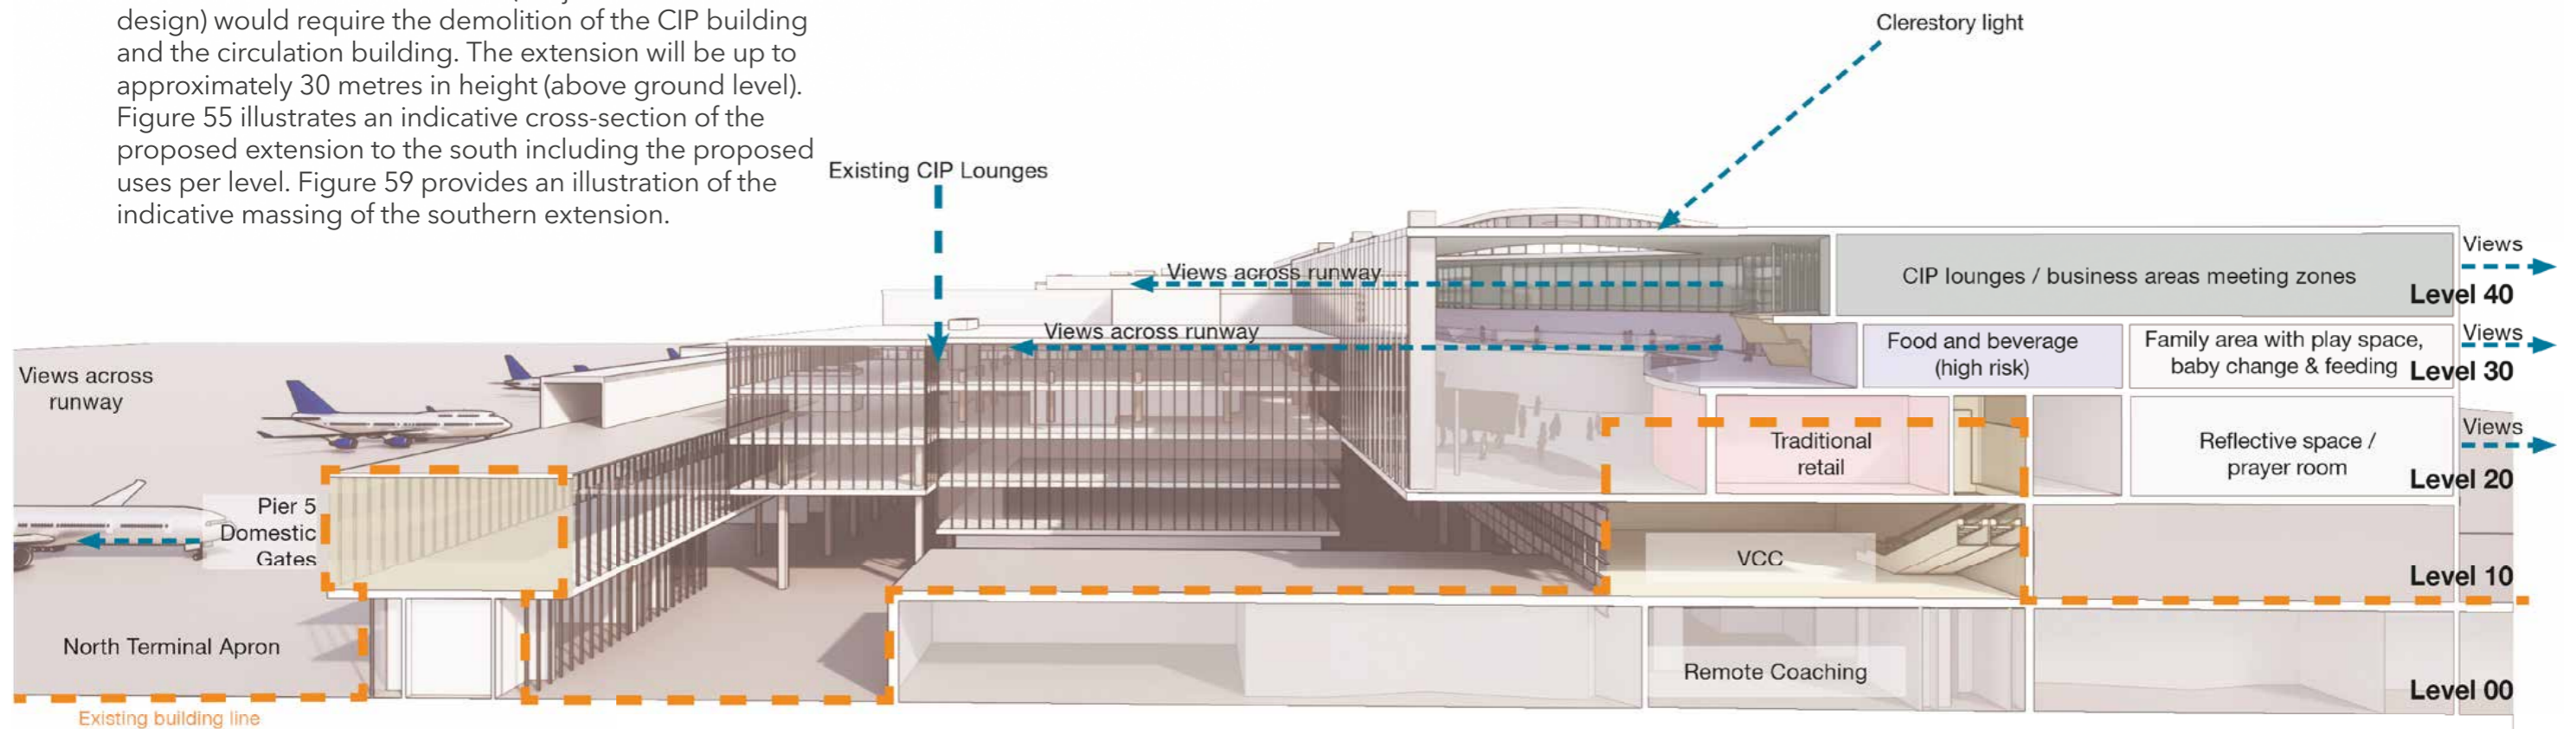 design) would require the demolition of the CIP building
and the circulation building. The extension will be up to
approximately 30 metres in height (above ground level).
Figure 55 illustrates an indicative cross-section of the
proposed extension to the south including the proposed
uses per level. Figure 59 provides an illustration of the
indicative massing of the southern extension.
Clerestory light
Existing CIP Lounges
Views across runway
Views across runway
Views across
runway
CIP lounges / business areas meeting zones
Level 40
Views
Food and beverage
(high risk)
Family area with play space,
baby change & feeding
Level 30
Views
Traditional
retail
Reflective space /
prayer room
Level 20
Views
Pier 5
Domestic
Gates
VCC
Level 10
North Terminal Apron
Remote Coaching
Level 00
Existing building line